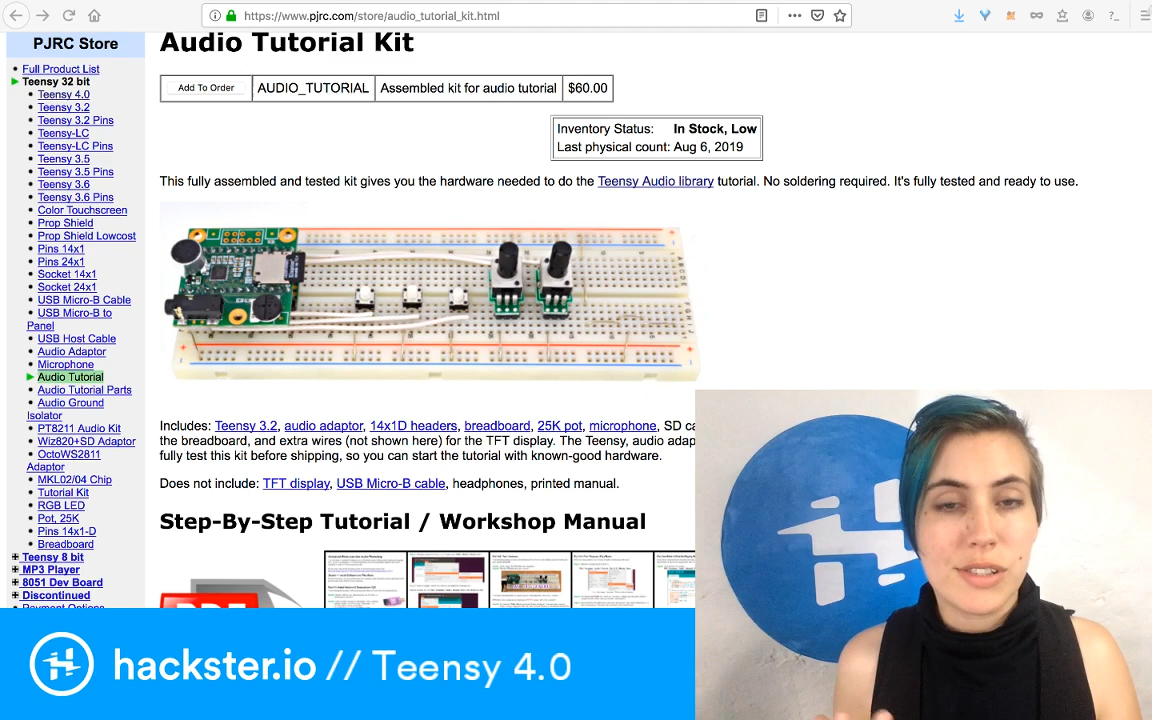 https://www.pjrc.com/store/audio_tutorial_kit.html
PJRC Store
Full Product List
Teensy 32 bit
Teensy 4.0
Teensy 3.2
Teensy 3.2 Pins
Teensy-LC
Teensy-LC Pins
Teensy 3.5
Teensy 3.5 Pins
Teensy 3.6
Teensy 3.6 Pins
Color Touchscreen
Prop Shield
Prop Shield Lowcost
Pins 14x1
Pins 24x1
Socket 14x1
Socket 24x1
USB Micro-B Cable
USB Micro-B to
Panel
USB Host Cable
Audio Adaptor
Microphone
Audio Tutorial
Audio Tutorial Parts
Audio Ground
Isolator
PT8211 Audio Kit
Wiz820+SD Adaptor
OctoWS2811
Adaptor
MKL02/04 Chip
Tutorial Kit
RGB LED
Pot, 25K
Pins 14x1-D
Breadboard
Teensy 8 bit
MP3 Player
8051 Dev Board
Discontinued
Payment Options
Audio Tutorial Kit
Add To Order AUDIO_TUTORIAL Assembled kit for audio tutorial $60.00
Inventory Status: In Stock, Low
Last physical count: Aug 6, 2019
This fully assembled and tested kit gives you the hardware needed to do the Teensy Audio library tutorial. No soldering required. It's fully tested and ready to use.
Includes: Teensy 3.2, audio adaptor, 14x1D headers, breadboard, 25K pot, microphone, SD ca
the breadboard, and extra wires (not shown here) for the TFT display. The Teensy, audio adap
fully test this kit before shipping, so you can start the tutorial with known-good hardware.
Does not include: TFT display, USB Micro-B cable, headphones, printed manual.
Step-By-Step Tutorial / Workshop Manual
hackster.io // Teensy 4.0